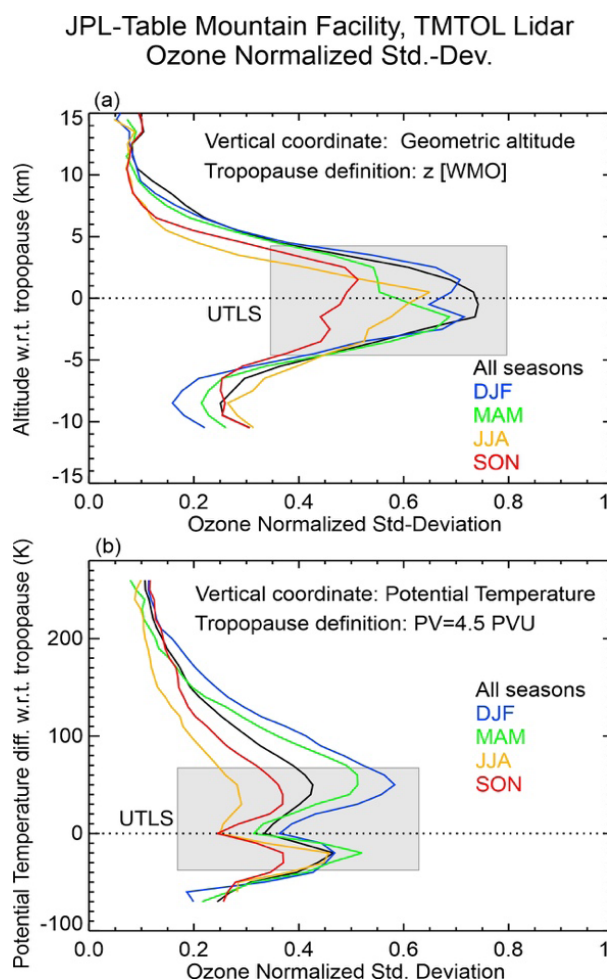 JPL-Table Mountain Facility, TMTOL Lidar
Ozone Normalized Std.-Dev.
(a)
Vertical coordinate: Geometric altitude
Tropopause definition: z [WMO]
UTLS
All seasons
DJF
MAM
JJA
SON
Altitude w.r.t. tropopause (km)
15
10
5
0
-5
-10
-15
0.0 0.2 0.4 0.6 0.8 1
Ozone Normalized Std-Deviation
(b)
Vertical coordinate: Potential Temperature
Tropopause definition: PV=4.5 PVU
All seasons
DJF
MAM
JJA
SON
UTLS
Potential Temperature diff. w.r.t. tropopause (K)
200
100
0
-100
0.0 0.2 0.4 0.6 0.8 1
Ozone Normalized Std. Deviation